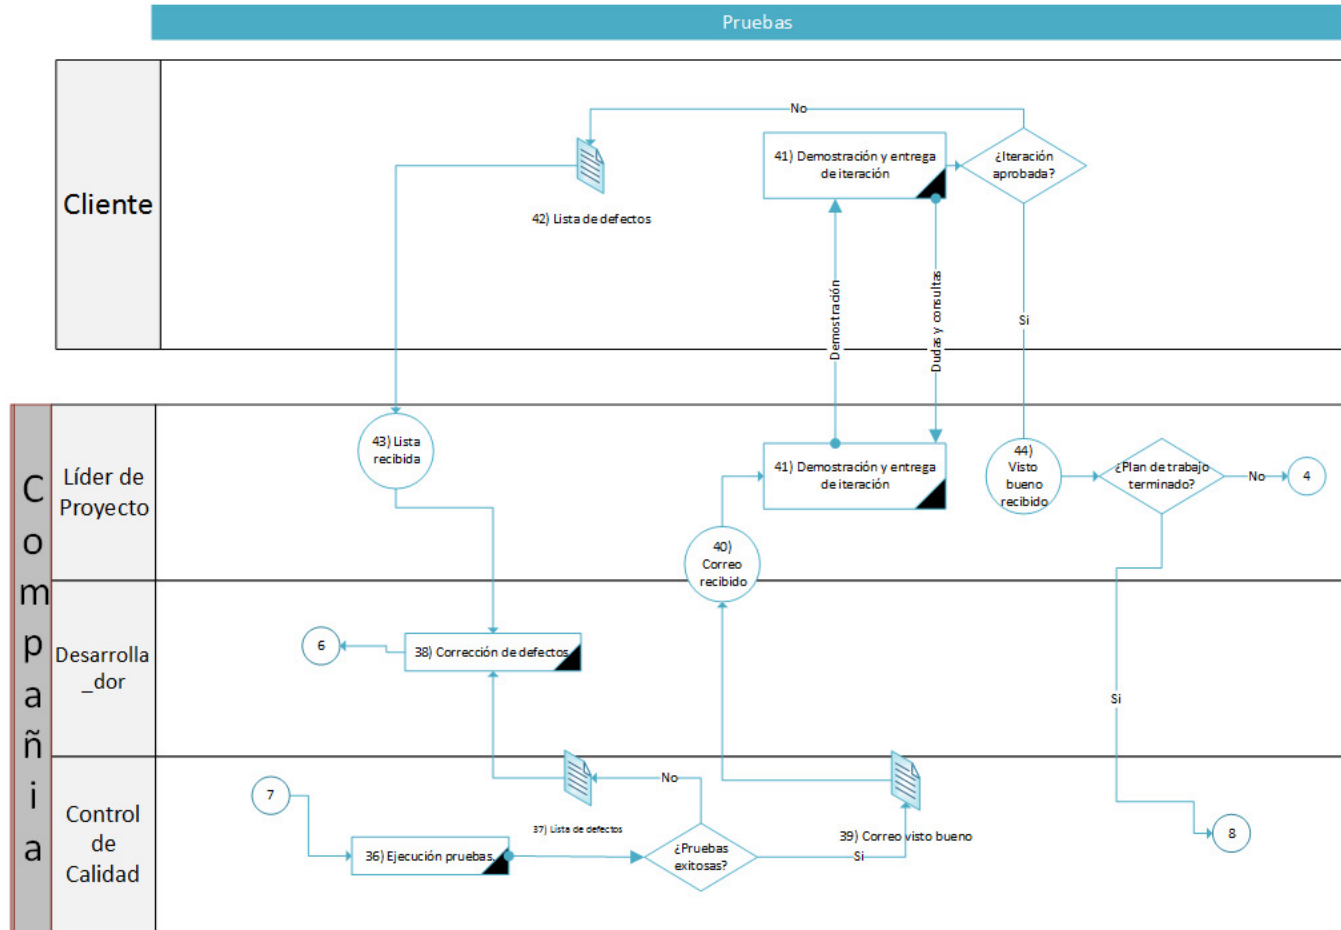 Pruebas
Cliente
No
41) Demostración y entrega
de iteración
¿Iteración
aprobada?
42) Lista de defectos
Demostración
Dudas y consultas
Si
Compañia
Líder de
Proyecto
43) Lista
recibida
41) Demostración y entrega
de iteración
44)
Visto
bueno
recibido
¿Plan de trabajo
terminado?
No
4
40)
Correo
recibido
Desarrolla
_dor
6
38) Corrección de defectos
Si
Control
de
Calidad
7
No
37) Lista de defectos
39) Correo visto bueno
8
36) Ejecución pruebas
¿Pruebas
exitosas?
Si